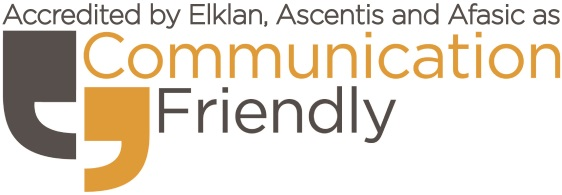 Accredited by Elklan, Ascentis and Afasic as
Communication
Friendly